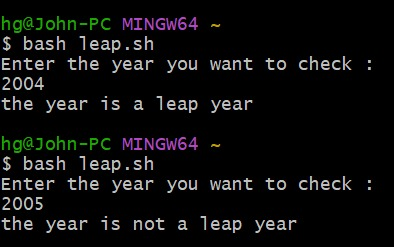 hg@John-PC MINGW64 ~
$ bash leap.sh
Enter the year you want to check :
2004
the year is a leap year
hg@John-PC MINGW64 ~
$ bash leap.sh
Enter the year you want to check :
2005
the year is not a leap year